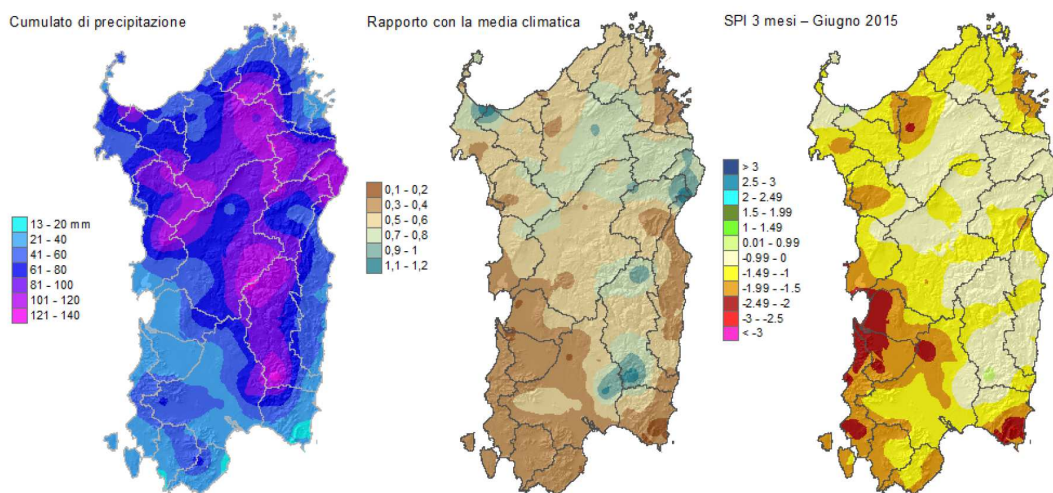 Cumulato di precipitazione
Rapporto con la media climatica
SPI 3 mesi – Giugno 2015
13 - 20 mm
21 - 40
41 - 60
61 - 80
81 - 100
101 - 120
121 - 140
0,1 - 0,2
0,3 - 0,4
0,5 - 0,6
0,7 - 0,8
0,9 - 1
1,1 - 1,2
> 3
2.5 - 3
2 - 2.49
1.5 - 1.99
1 - 1.49
0.01 - 0.99
-0.99 - 0
-1.49 - -1
-1.99 - -1.5
-2.49 - -2
-3 - -2.5
< -3